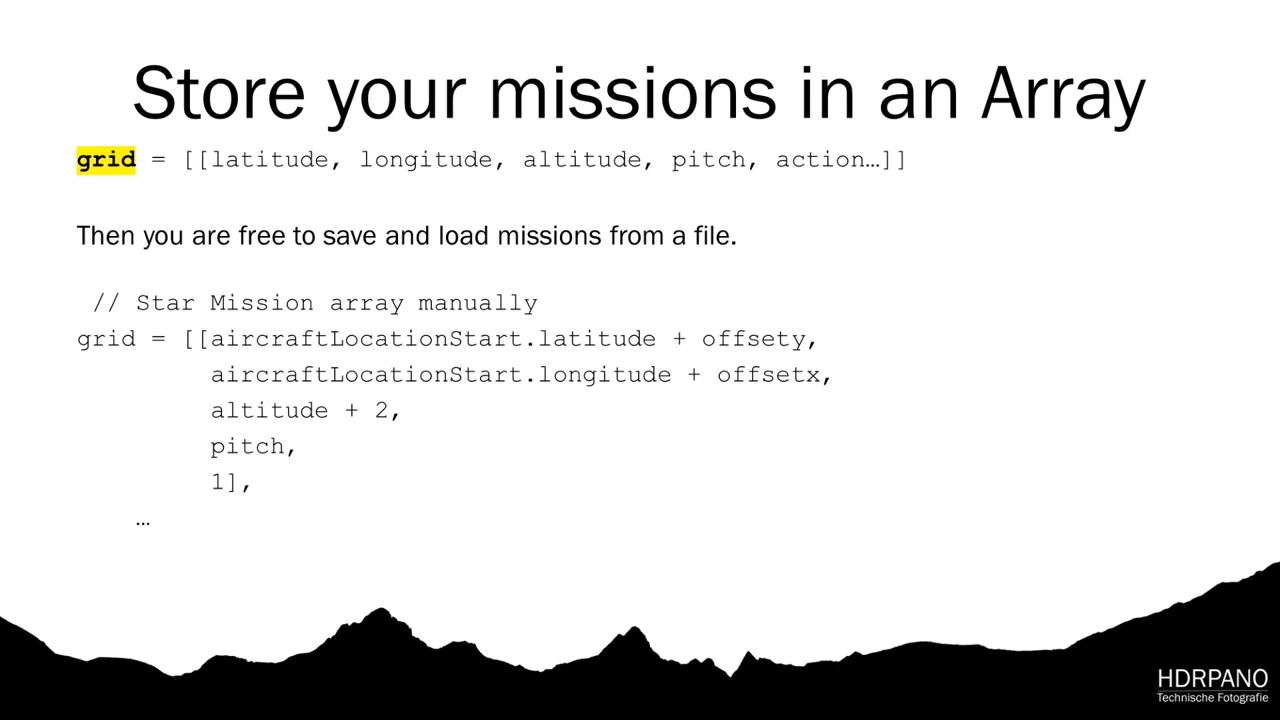 Store your missions in an Array
grid = [[latitude, longitude, altitude, pitch, action…]]
Then you are free to save and load missions from a file.
// Star Mission array manually
grid = [[aircraftLocationStart.latitude + offsety,
aircraftLocationStart.longitude + offsetx,
altitude + 2,
pitch,
1],
…
HDRPANO
Technische Fotografie